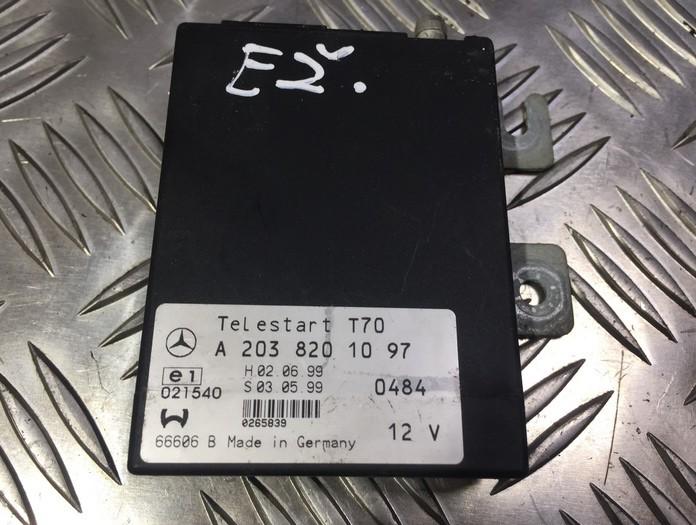 EŽ.
Telestart T70
A 203 820 10 97
e1
H.02.06.99
S 03.05.99
0484
021540
0265839
66606 B Made in Germany
12 V